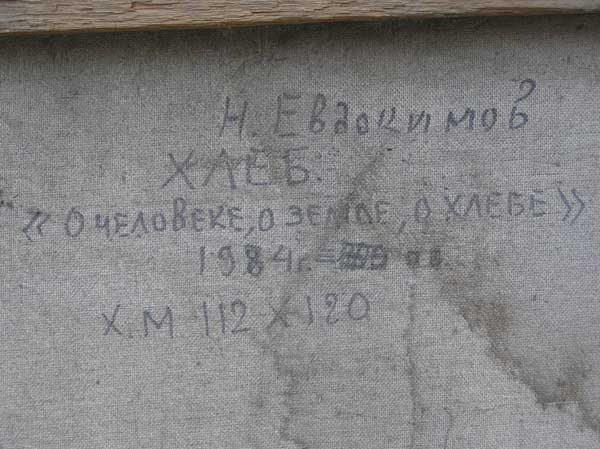 Н. Евдокимов
ХЛЕБ.
«О ЧЕЛОВЕКЕ, О ЗЕМЛЕ, О ХЛЕБЕ»
1984г.
Х.М 112 Х 120